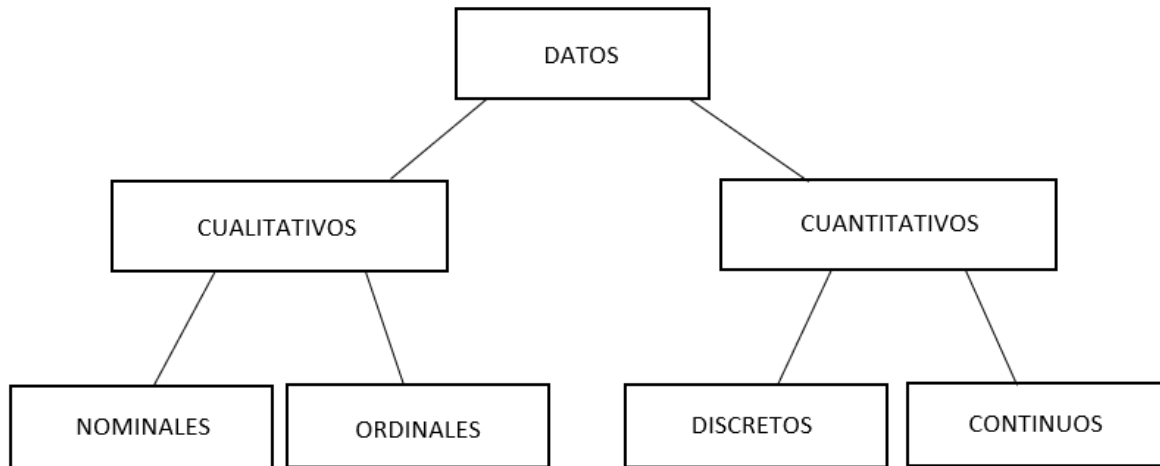 DATOS
CUALITATIVOS
CUANTITATIVOS
NOMINALES
ORDINALES
DISCRETOS
CONTINUOS